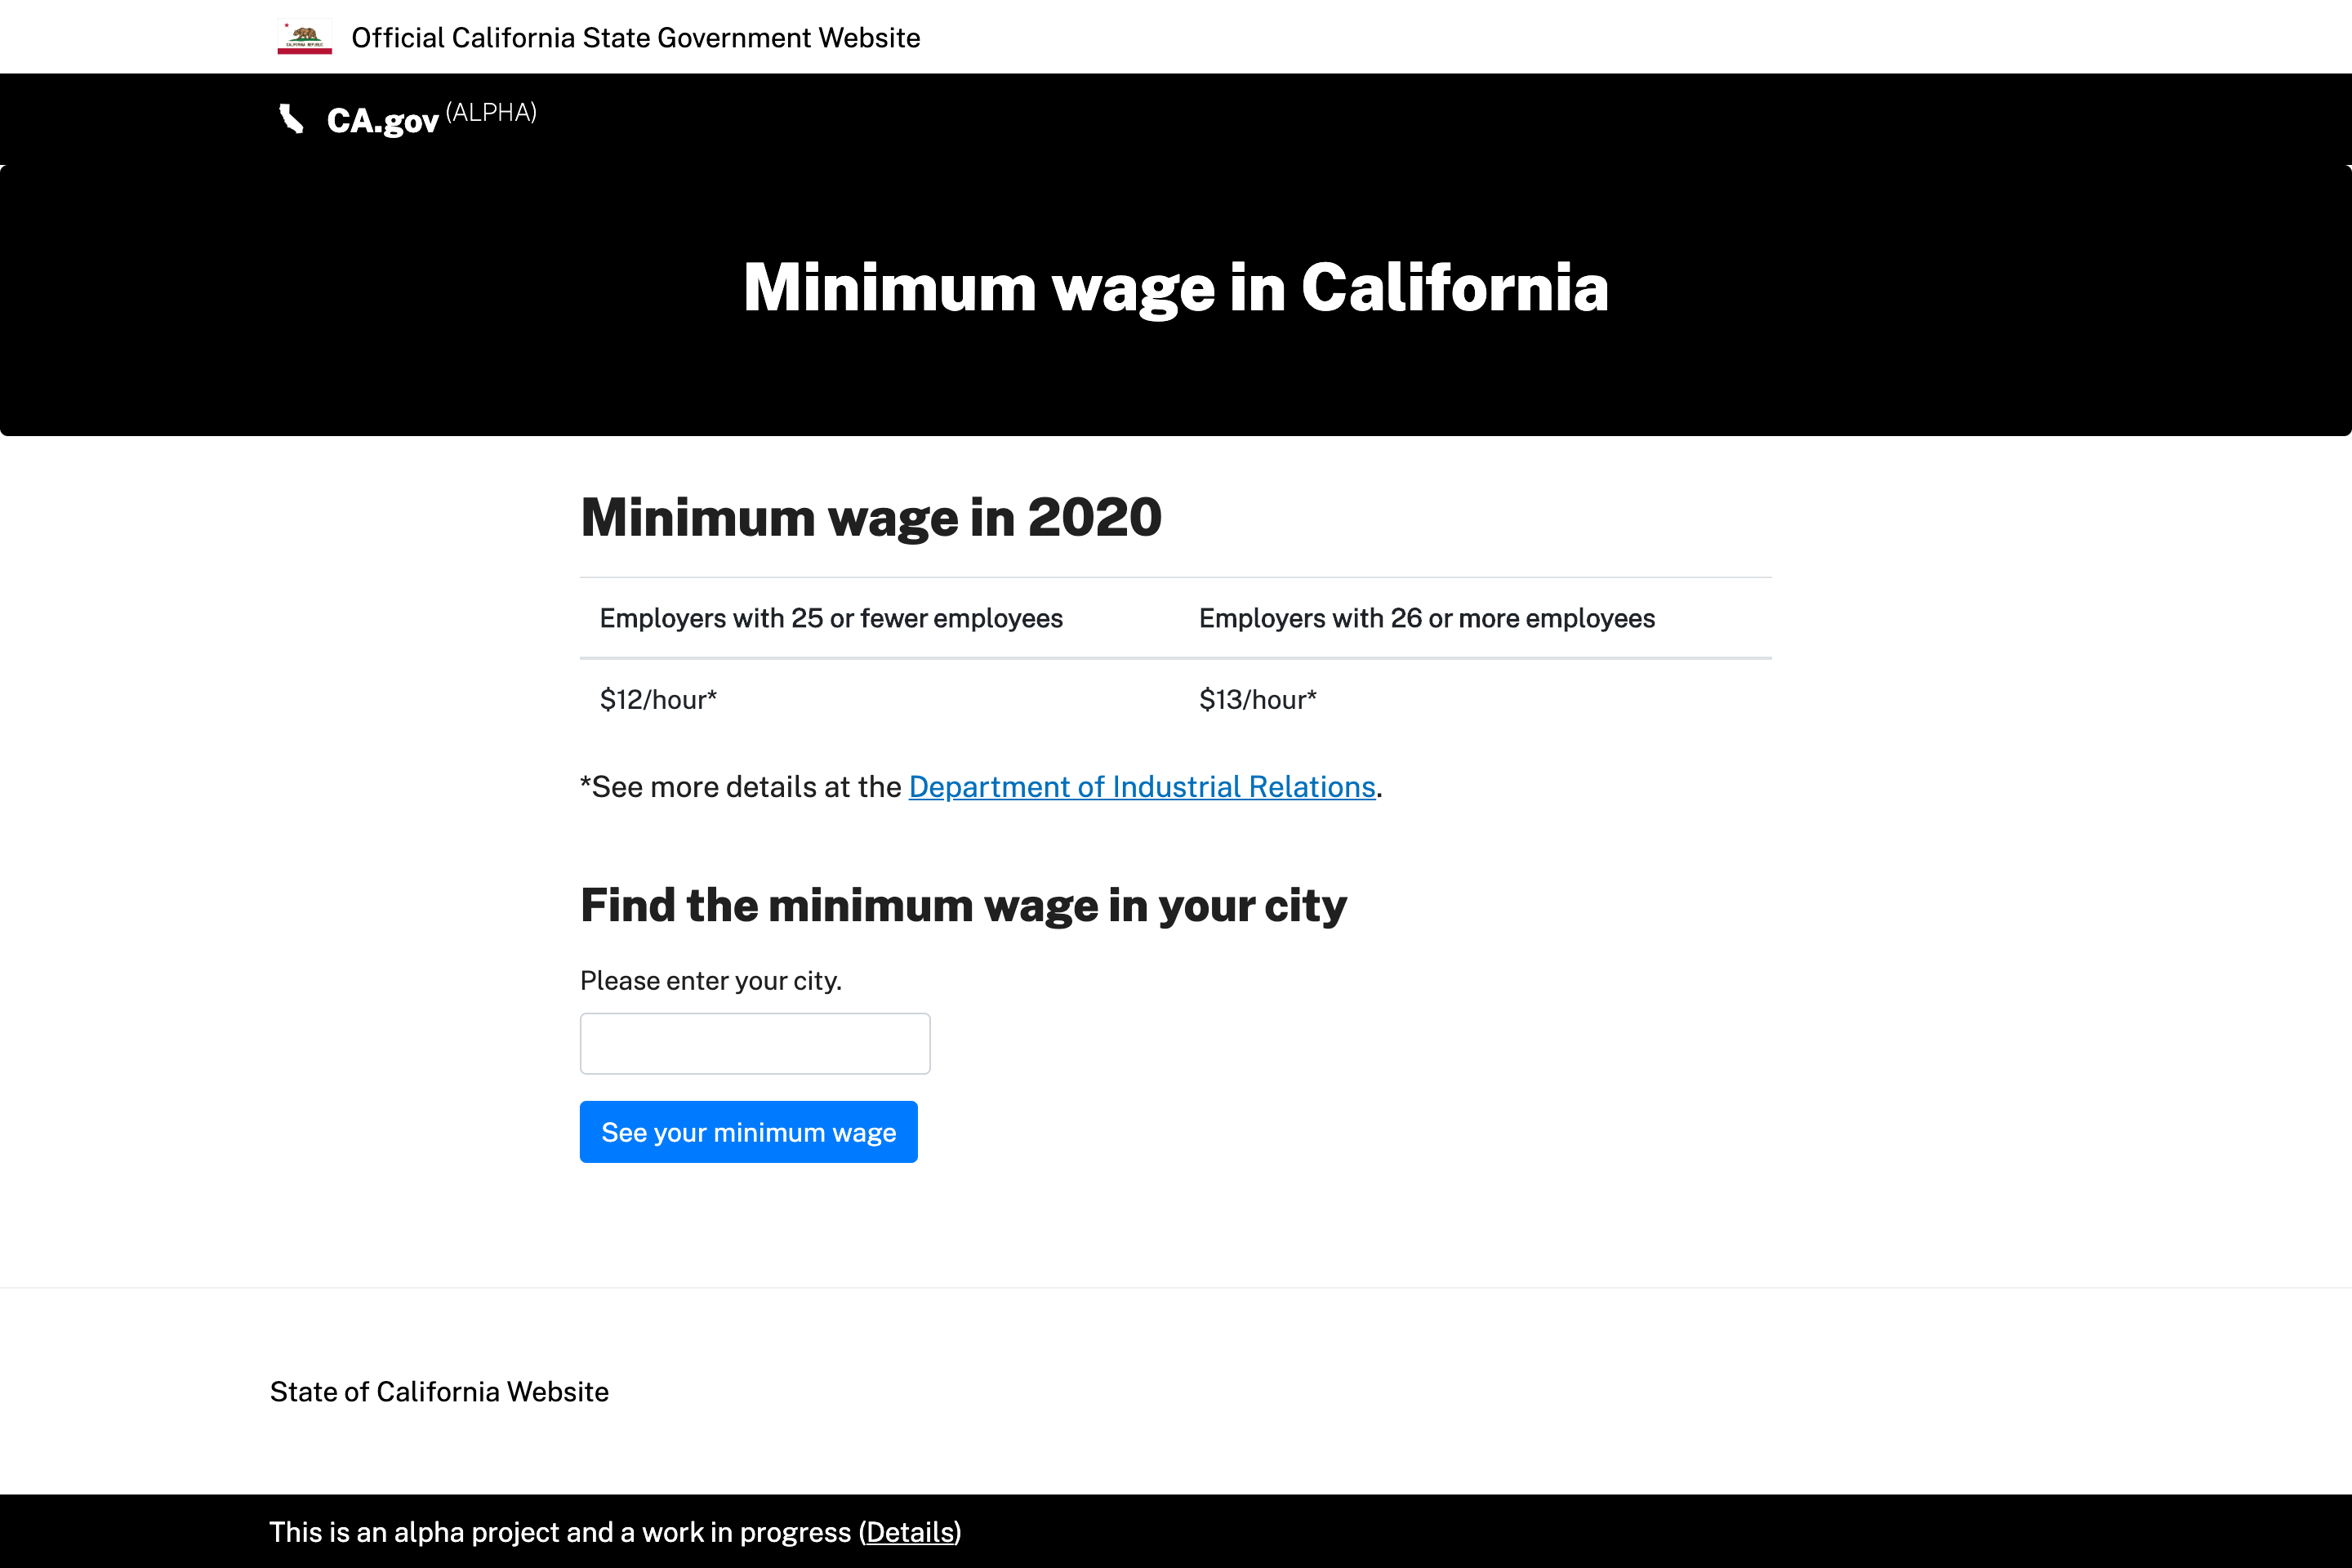 Official California State Government Website
CA.gov (ALPHA)
Minimum wage in California
Minimum wage in 2020
Employers with 25 or fewer employees
Employers with 26 or more employees
$12/hour*
$13/hour*
*See more details at the Department of Industrial Relations.
Find the minimum wage in your city
Please enter your city.
See your minimum wage
State of California Website
This is an alpha project and a work in progress (Details)